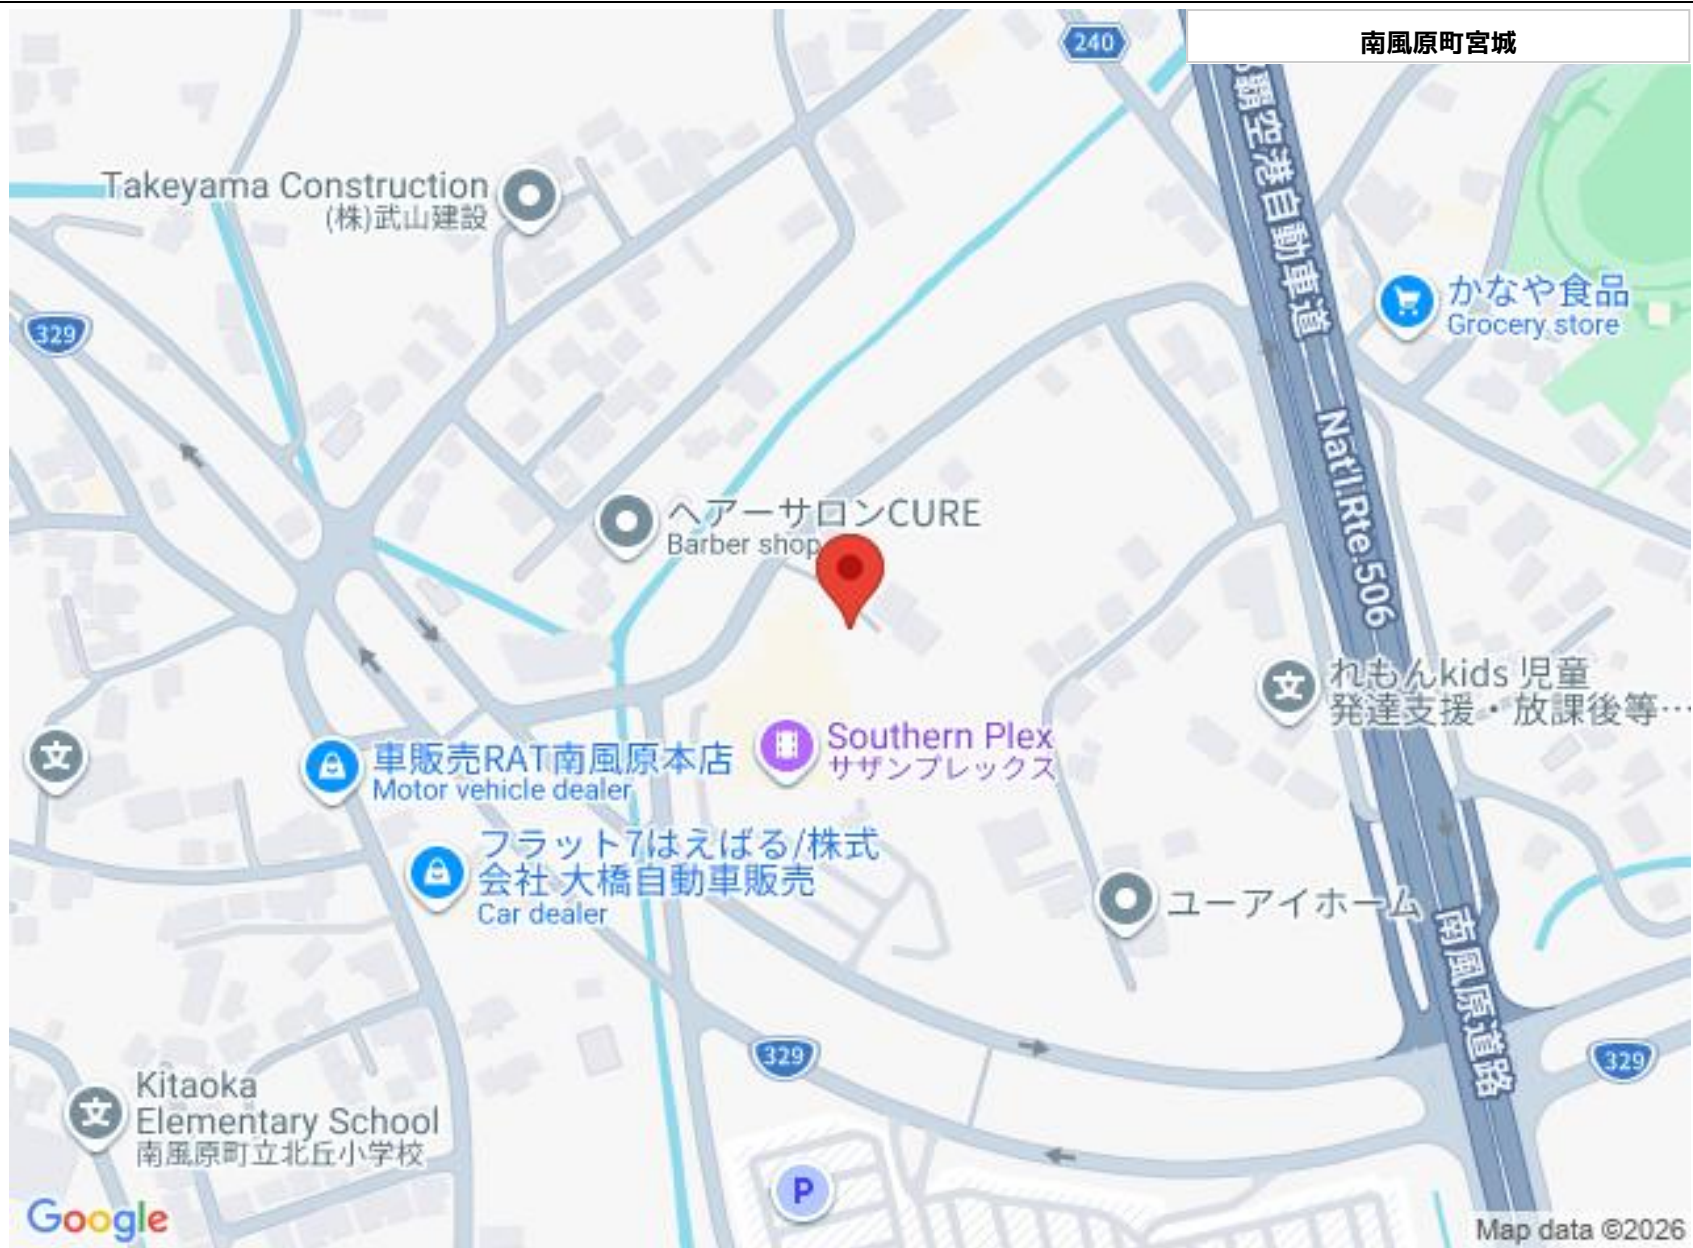 南風原町宮城
240
覇空港自動車道
Takeyama Construction
(株)武山建設
329
かなや食品
Grocery store
Nat'l Rte.506
ヘアーサロンCURE
Barber shop
れもんkids 児童
発達支援・放課後等…
Southern Plex
サザンプレックス
車販売RAT南風原本店
Motor vehicle dealer
フラット7はえばる/株式
会社 大橋自動車販売
Car dealer
ユーアイホーム
南風原道路
329
329
Kitaoka
Elementary School
南風原町立北丘小学校
P
Google
Map data ©2026